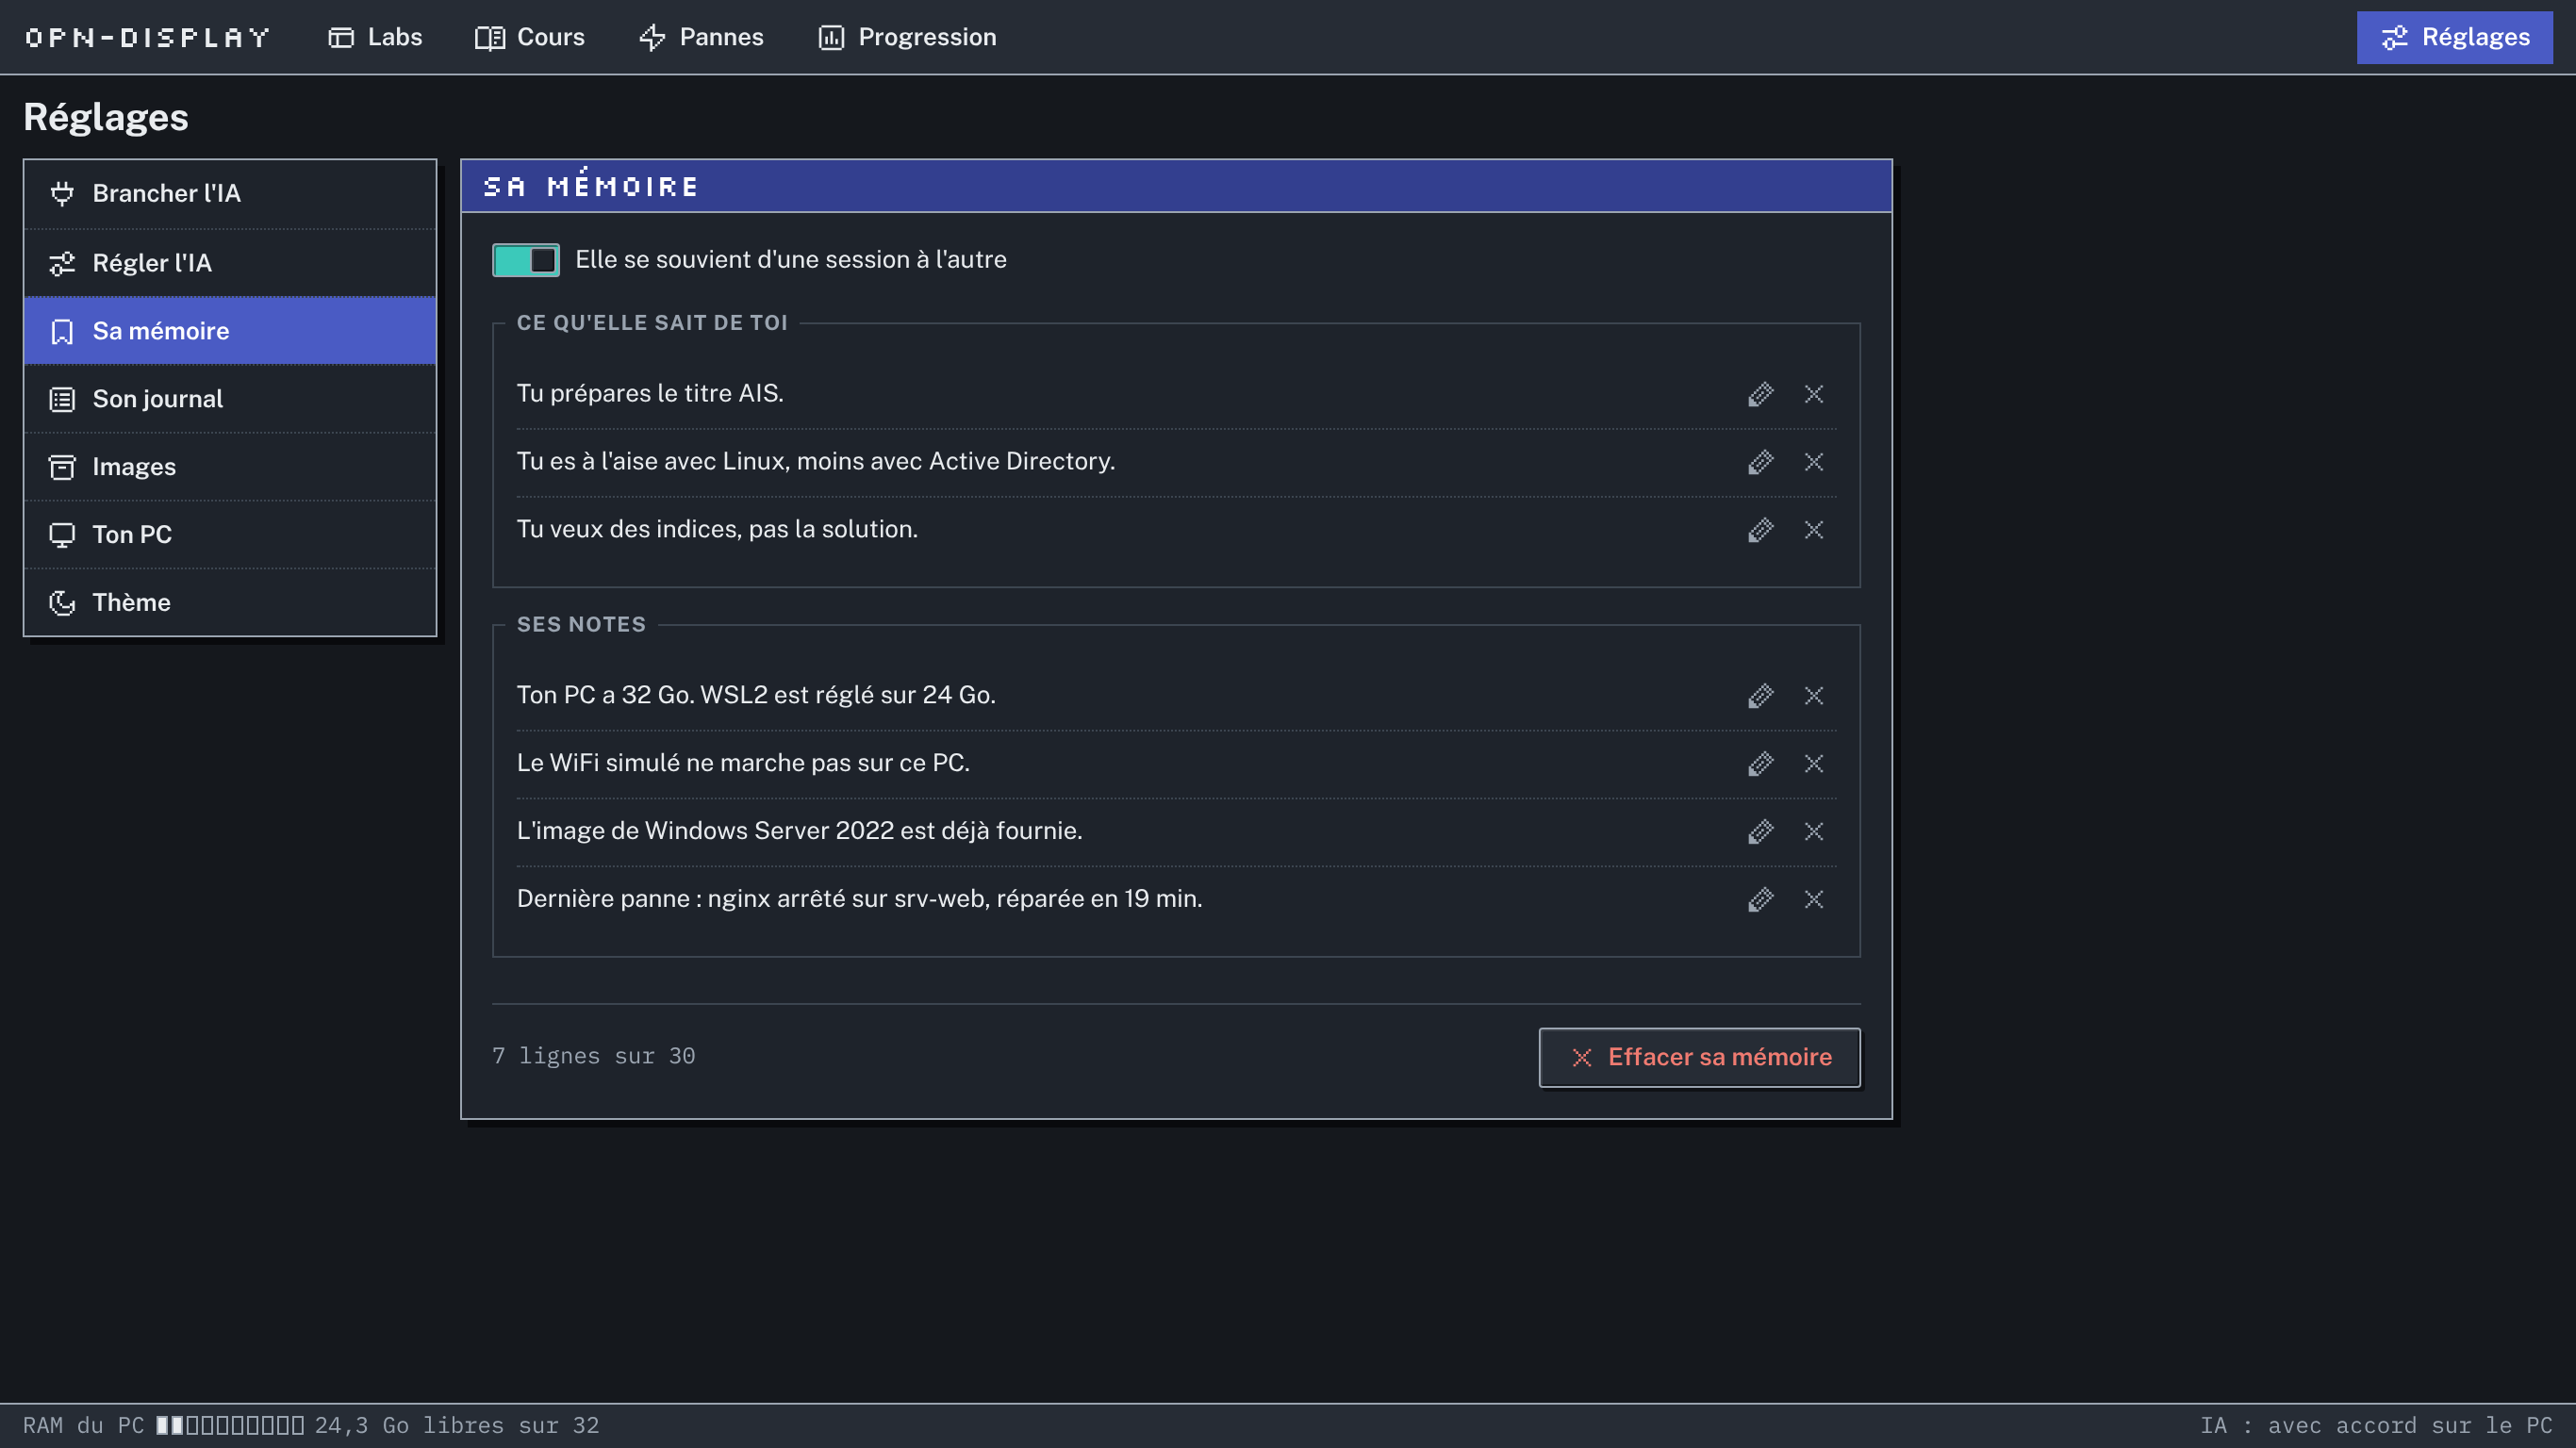 OPN-DISPLAY
Labs
Cours
Pannes
Progression
Réglages
Réglages
Brancher l'IA
Régler l'IA
Sa mémoire
Son journal
Images
Ton PC
Thème
SA MÉMOIRE
Elle se souvient d'une session à l'autre
CE QU'ELLE SAIT DE TOI
Tu prépares le titre AIS.
Tu es à l'aise avec Linux, moins avec Active Directory.
Tu veux des indices, pas la solution.
SES NOTES
Ton PC a 32 Go. WSL2 est réglé sur 24 Go.
Le WiFi simulé ne marche pas sur ce PC.
L'image de Windows Server 2022 est déjà fournie.
Dernière panne : nginx arrêté sur srv-web, réparée en 19 min.
7 lignes sur 30
Effacer sa mémoire
RAM du PC 24,3 Go libres sur 32
IA : avec accord sur le PC